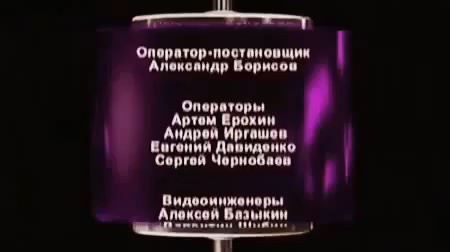 Оператор-постановщик
Александр Борисов
Операторы
Артем Ерохин
Андрей Иргашев
Евгений Давиденко
Сергей Чернобаев
Видеоинженеры
Алексей Базыкин